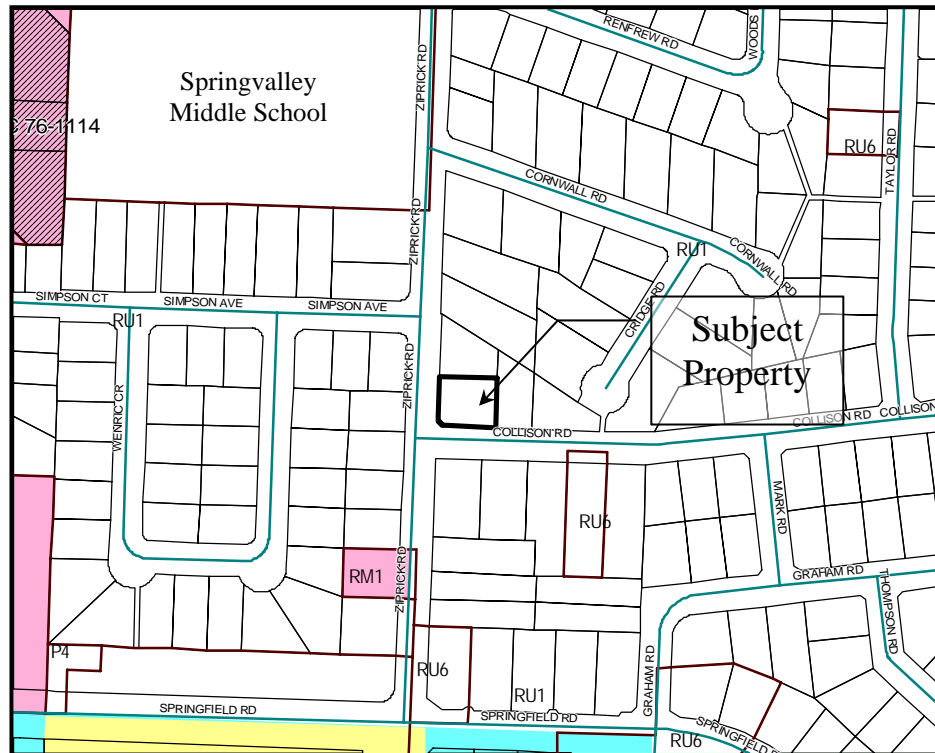 RENFREW RD
WOODS
ZIPRICK RD
Springvalley
Middle School
76-1114
RU6
TAYLOR RD
CORNWALL RD
ZIPRICK RD
RU1
CORNWALL RD
SIMPSON CT
SIMPSON AVE
SIMPSON AVE
RU1
CRIDGE RD
Subject
Property
ZIPRICK RD
WENRIC CR
COLLISON RD
COLLISON RD
COLLISON
MARK RD
RU6
RM1
ZIPRICK RD
GRAHAM RD
THOMPSON RD
P4
RU6
RU1
GRAHAM RD
SPRINGFIELD RD
SPRINGFIELD RD
SPRINGFIELD
RU6